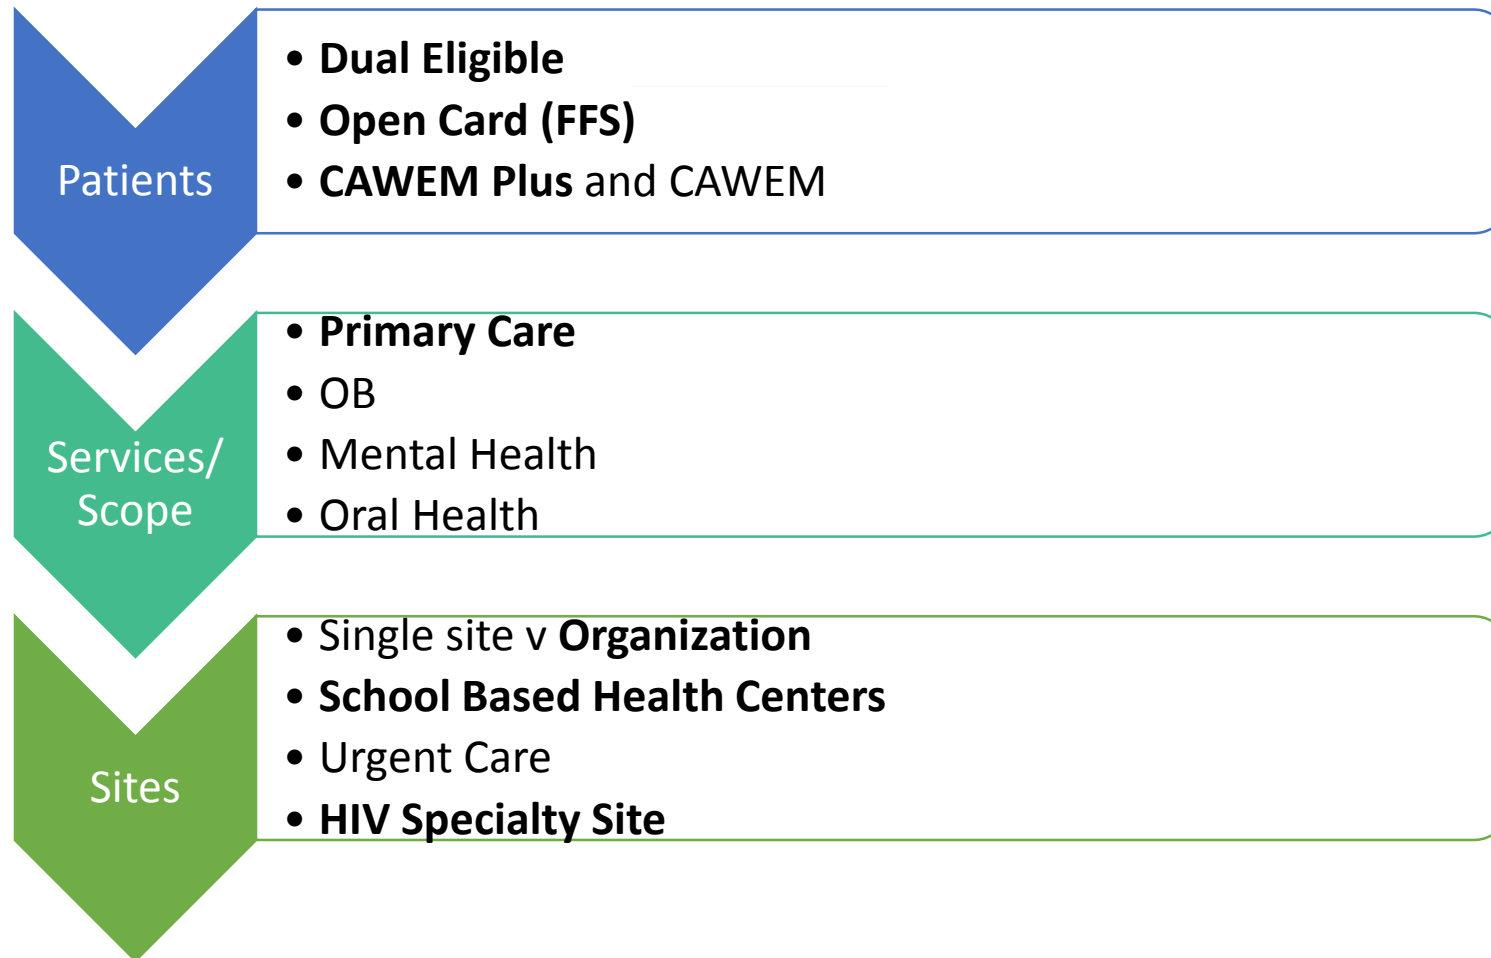 Patients
• Dual Eligible
• Open Card (FFS)
• CAWEM Plus and CAWEM
Services/
Scope
• Primary Care
• OB
• Mental Health
• Oral Health
Sites
• Single site v Organization
• School Based Health Centers
• Urgent Care
• HIV Specialty Site